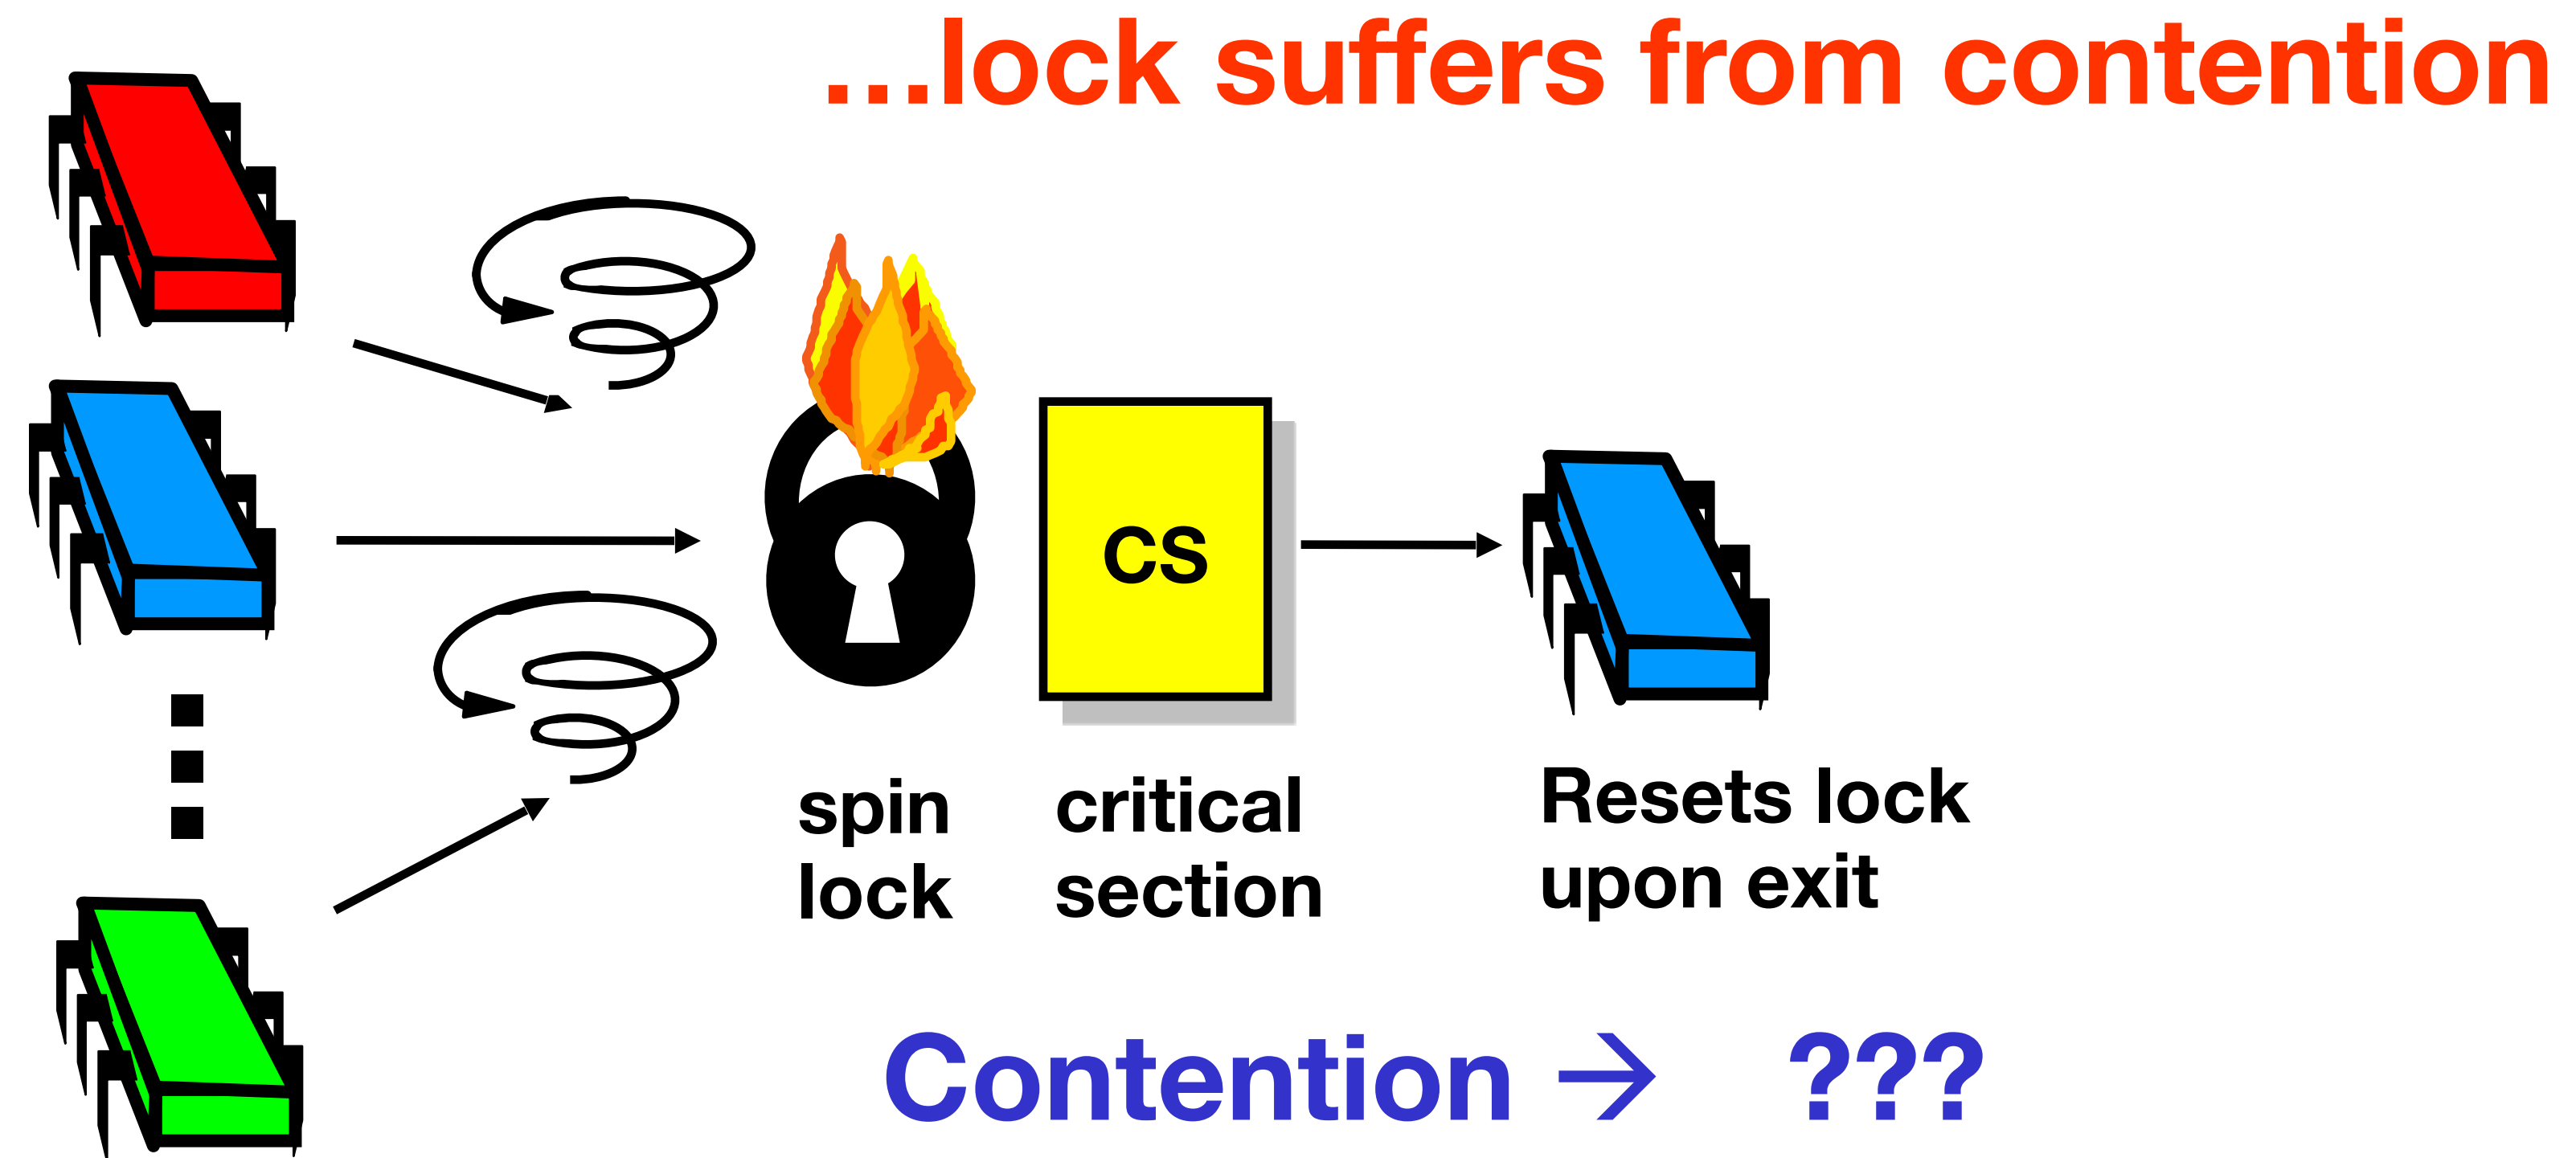 ...lock suffers from contention
CS
spin
lock
critical
section
Resets lock
upon exit
Contention → ???